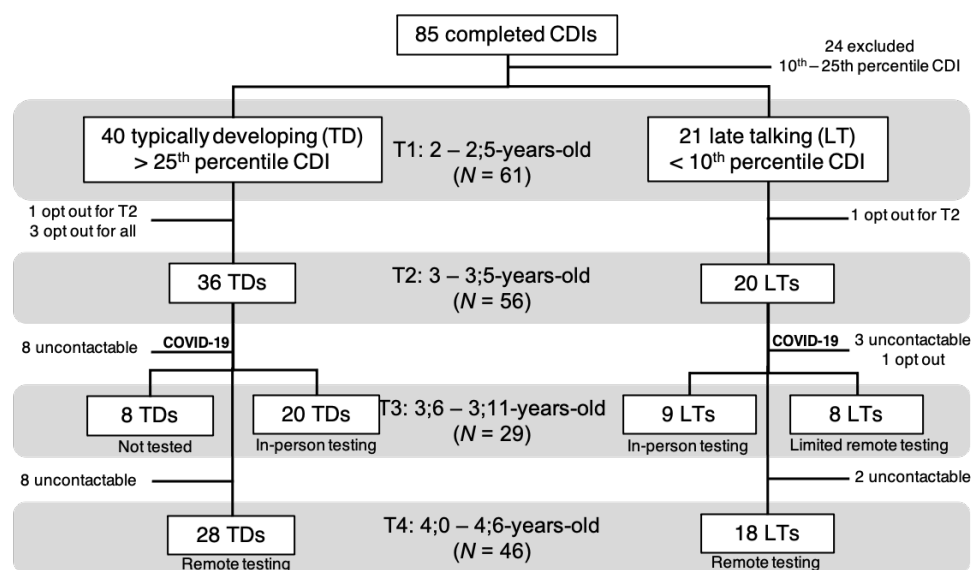 85 completed CDIs
24 excluded
10th – 25th percentile CDI
40 typically developing (TD)
> 25th percentile CDI
T1: 2 – 2;5-years-old
(N = 61)
21 late talking (LT)
< 10th percentile CDI
1 opt out for T2
3 opt out for all
1 opt out for T2
36 TDs
T2: 3 – 3;5-years-old
(N = 56)
20 LTs
8 uncontactable
COVID-19
COVID-19
3 uncontactable
1 opt out
8 TDs
Not tested
20 TDs
In-person testing
T3: 3;6 – 3;11-years-old
(N = 29)
9 LTs
In-person testing
8 LTs
Limited remote testing
8 uncontactable
2 uncontactable
28 TDs
Remote testing
T4: 4;0 – 4;6-years-old
(N = 46)
18 LTs
Remote testing